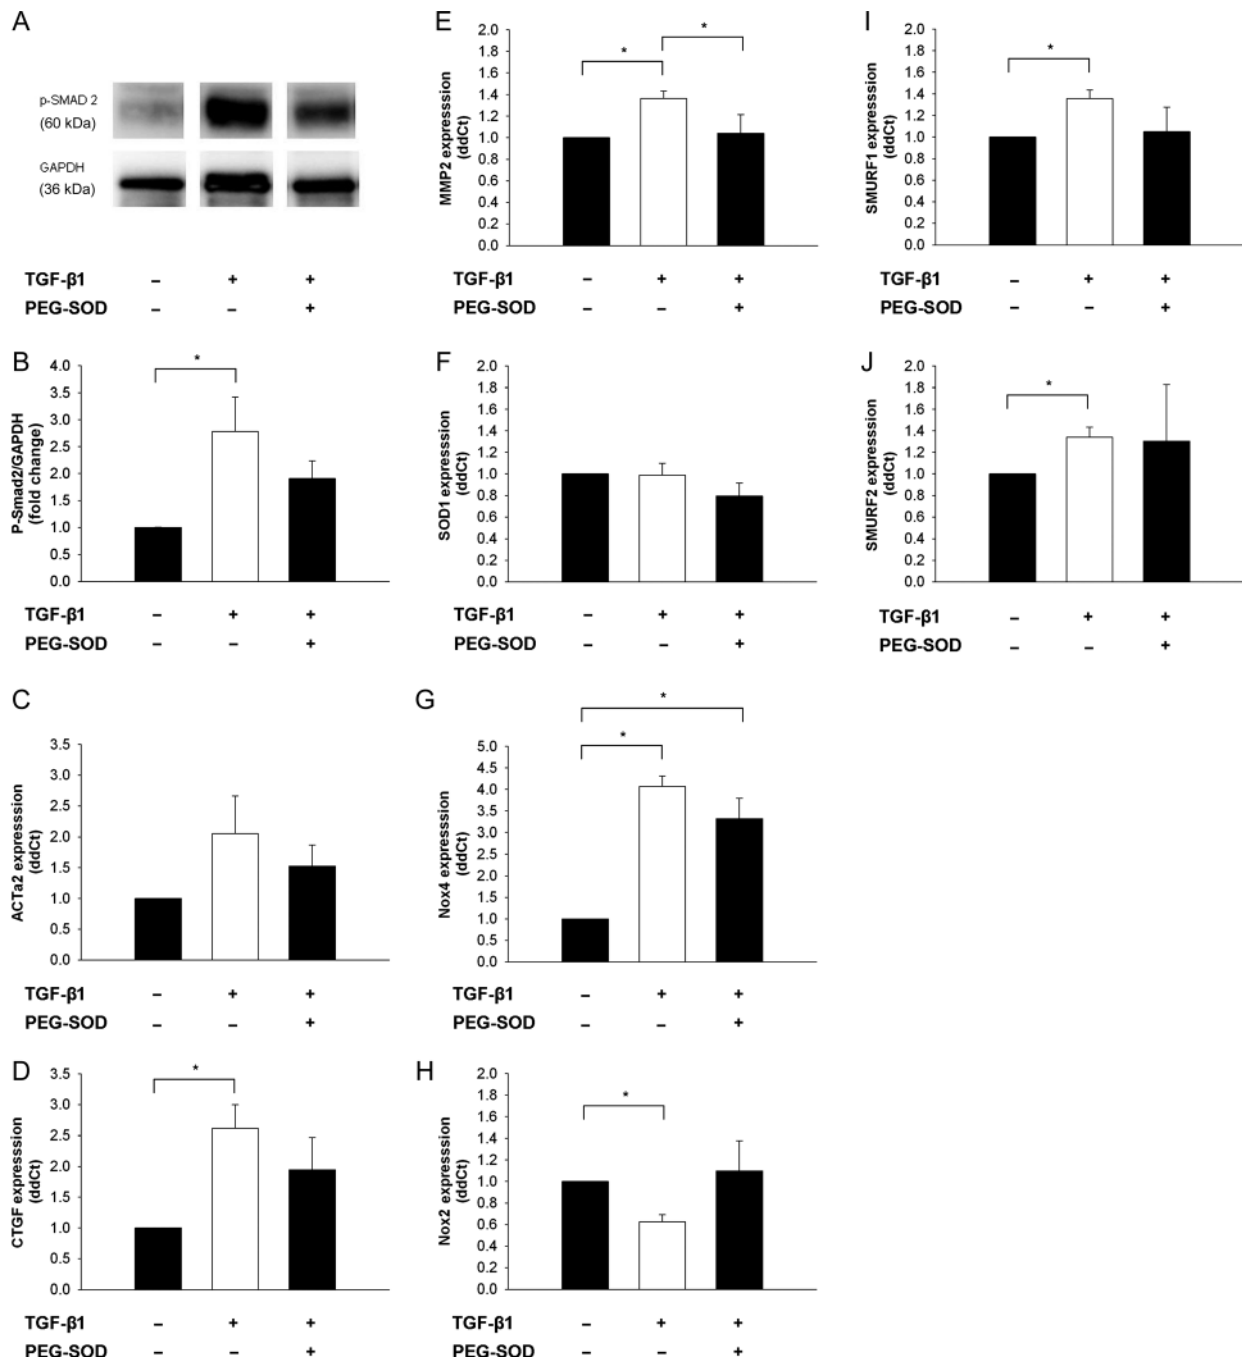 A
p-SMAD 2
(60 kDa)
GAPDH
(36 kDa)
TGF-β1 – + +
PEG-SOD – – +
B
P-Smad2/GAPDH
(fold change)
4.0
3.5
3.0
2.5
2.0
1.5
1.0
0.5
0.0
*
TGF-β1 – + +
PEG-SOD – – +
C
ACTa2 expresssion
(ddCt)
3.5
3.0
2.5
2.0
1.5
1.0
0.5
0.0
TGF-β1 – + +
PEG-SOD – – +
D
CTGF expresssion
(ddCt)
3.5
3.0
2.5
2.0
1.5
1.0
0.5
0.0
*
TGF-β1 – + +
PEG-SOD – – +
E
MMP2 expresssion
(ddCt)
2.0
1.8
1.6
1.4
1.2
1.0
0.8
0.6
0.4
0.2
0.0
*
*
TGF-β1 – + +
PEG-SOD – – +
F
SOD1 expresssion
(ddCt)
2.0
1.8
1.6
1.4
1.2
1.0
0.8
0.6
0.4
0.2
0.0
TGF-β1 – + +
PEG-SOD – – +
G
Nox4 expresssion
(ddCt)
5.0
4.5
4.0
3.5
3.0
2.5
2.0
1.5
1.0
0.5
0.0
*
*
TGF-β1 – + +
PEG-SOD – – +
H
Nox2 expresssion
(ddCt)
2.0
1.8
1.6
1.4
1.2
1.0
0.8
0.6
0.4
0.2
0.0
*
TGF-β1 – + +
PEG-SOD – – +
I
SMURF1 expresssion
(ddCt)
2.0
1.8
1.6
1.4
1.2
1.0
0.8
0.6
0.4
0.2
0.0
*
TGF-β1 – + +
PEG-SOD – – +
J
SMURF2 expresssion
(ddCt)
2.0
1.8
1.6
1.4
1.2
1.0
0.8
0.6
0.4
0.2
0.0
*
TGF-β1 – + +
PEG-SOD – – +